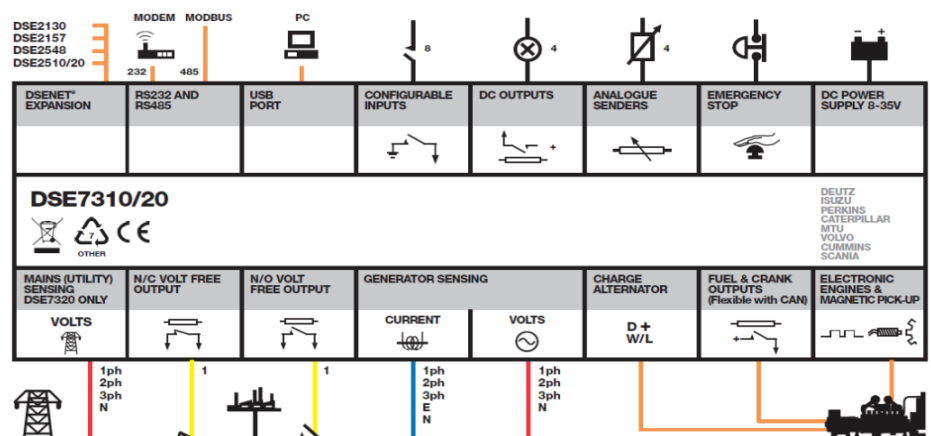 DSE2130
DSE2157
DSE2548
DSE2510/20
MODEM
MODBUS
PC
232
485
8
4
4
- +
DSENET®
EXPANSION
RS232 AND
RS485
USB
PORT
CONFIGURABLE
INPUTS
DC OUTPUTS
ANALOGUE
SENDERS
EMERGENCY
STOP
DC POWER
SUPPLY 8-35V
+
DSE7310/20
7
OTHER
CE
DEUTZ
ISUZU
PERKINS
CATERPILLAR
MTU
VOLVO
CUMMINS
SCANIA
MAINS (UTILITY)
SENSING
DSE7320 ONLY
VOLTS
N/C VOLT FREE
OUTPUT
N/O VOLT
FREE OUTPUT
GENERATOR SENSING
CURRENT
VOLTS
CHARGE
ALTERNATOR
D +
W/L
FUEL & CRANK
OUTPUTS
(Flexible with CAN)
+
ELECTRONIC
ENGINES &
MAGNETIC PICK-UP
1ph
2ph
3ph
N
1
1
1ph
2ph
3ph
E
N
1ph
2ph
3ph
N